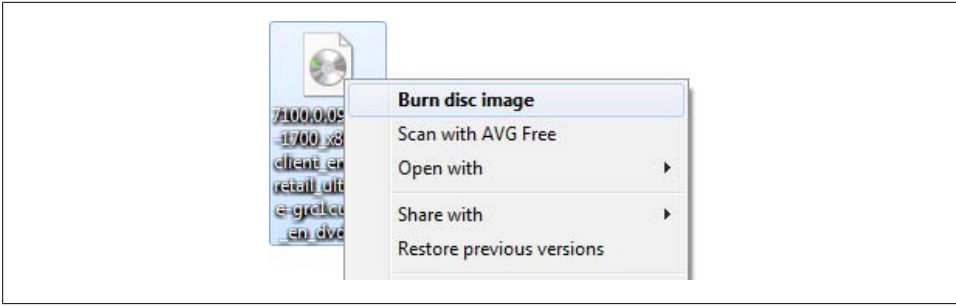 7100.0.09
-1700_x8
client_en
retail_ult
e-grc1cu
_en_dvd
Burn disc image
Scan with AVG Free
Open with
Share with
Restore previous versions